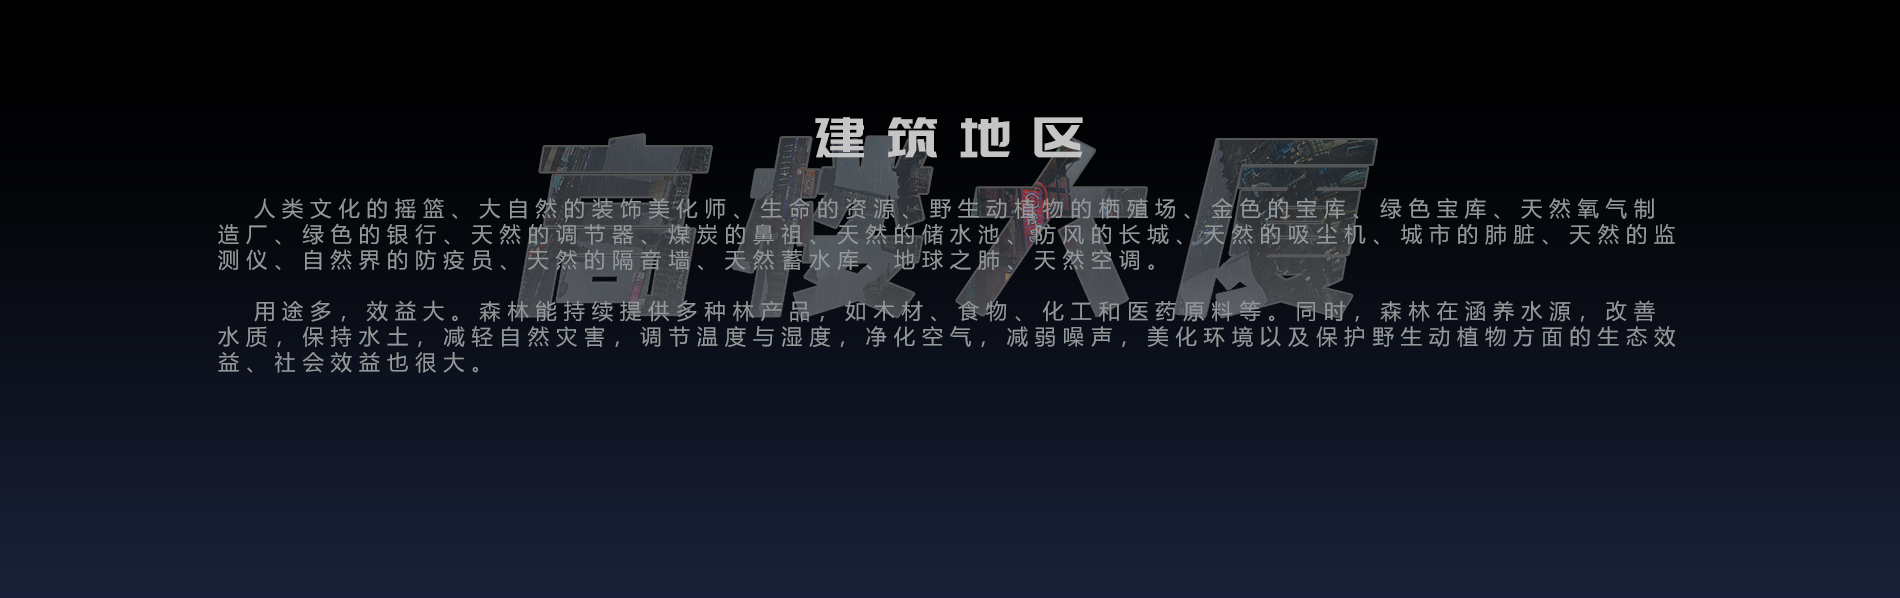 建筑地区
高楼大厦
人类文化的摇篮、大自然的装饰美化师、生命的资源、野生动植物的栖殖场、金色的宝库、绿色宝库、天然氧气制
造厂、绿色的银行、天然的调节器、煤炭的鼻祖、天然的储水池、防风的长城、天然的吸尘机、城市的肺脏、天然的监
测仪、自然界的防疫员、天然的隔音墙、天然蓄水库、地球之肺、天然空调。
用途多，效益大。森林能持续提供多种林产品，如木材、食物、化工和医药原料等。同时，森林在涵养水源，改善
水质，保持水土，减轻自然灾害，调节温度与湿度，净化空气，减弱噪声，美化环境以及保护野生动植物方面的生态效
益、社会效益也很大。